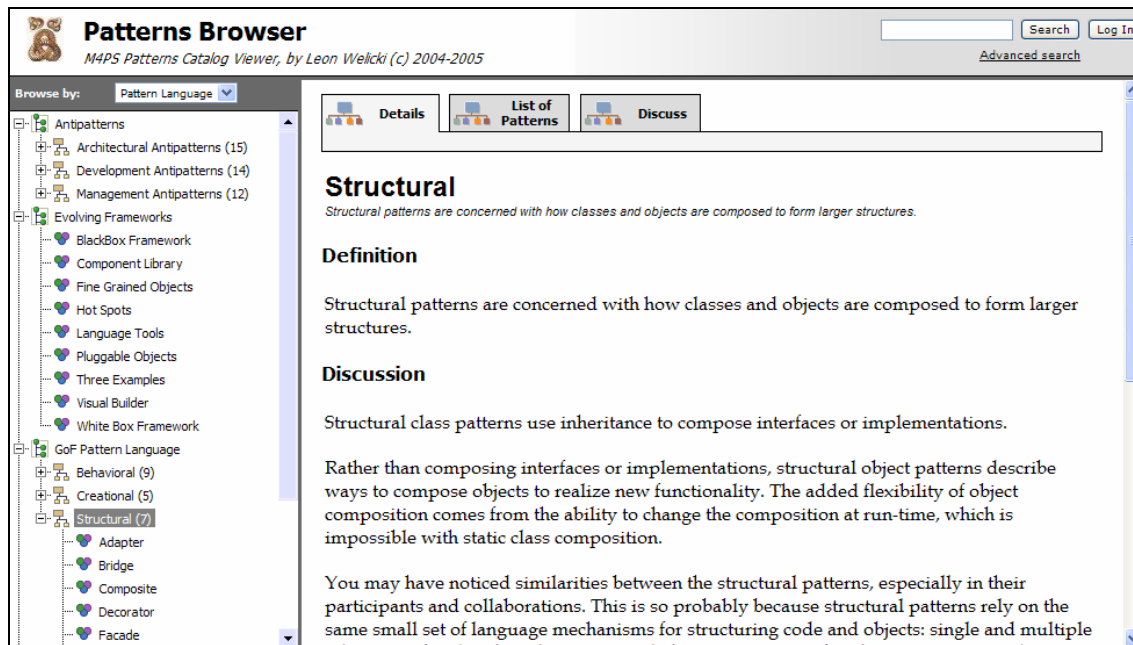 Patterns Browser
M4PS Patterns Catalog Viewer, by Leon Welicki (c) 2004-2005
Search
Log In
Advanced search
Browse by:
Pattern Language
Antipatterns
Architectural Antipatterns (15)
Development Antipatterns (14)
Management Antipatterns (12)
Evolving Frameworks
BlackBox Framework
Component Library
Fine Grained Objects
Hot Spots
Language Tools
Pluggable Objects
Three Examples
Visual Builder
White Box Framework
GoF Pattern Language
Behavioral (9)
Creational (5)
Structural (7)
Adapter
Bridge
Composite
Decorator
Facade
Details
List of
Patterns
Discuss
Structural
Structural patterns are concerned with how classes and objects are composed to form larger structures.
Definition
Structural patterns are concerned with how classes and objects are composed to form larger
structures.
Discussion
Structural class patterns use inheritance to compose interfaces or implementations.
Rather than composing interfaces or implementations, structural object patterns describe
ways to compose objects to realize new functionality. The added flexibility of object
composition comes from the ability to change the composition at run-time, which is
impossible with static class composition.
You may have noticed similarities between the structural patterns, especially in their
participants and collaborations. This is so probably because structural patterns rely on the
same small set of language mechanisms for structuring code and objects: single and multiple